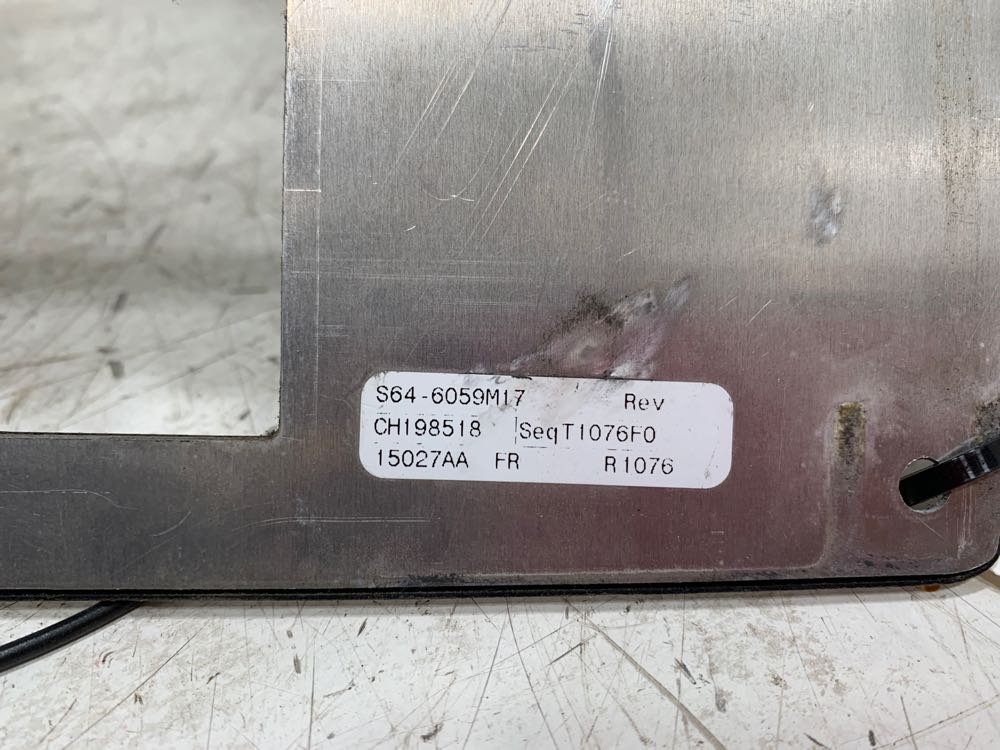 S64-6059M17 Rev
CH198518 SeqT1076F0
15027AA FR R1076